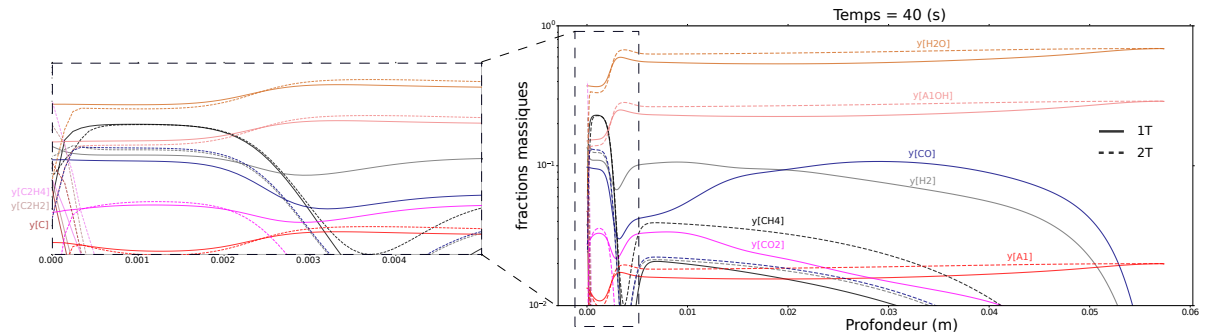 Temps = 40 (s)
10⁰
10⁻¹
10⁻²
fractions massiques
y[H2O]
y[A1OH]
1T
2T
y[CO]
y[H2]
y[CH4]
y[CO2]
y[A1]
0.00
0.01
0.02
0.03
0.04
0.05
0.06
Profondeur (m)
y[C2H4]
y[C2H2]
y[C]
0.000
0.001
0.002
0.003
0.004